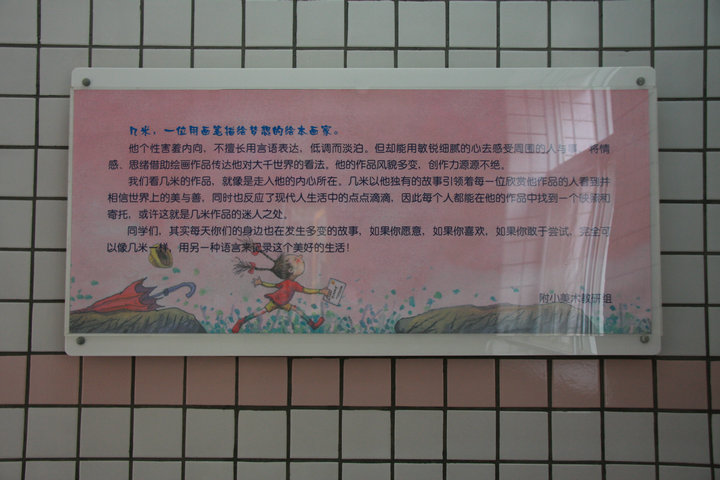 几米，一位用画笔描绘梦想的绘本画家。
他个性害羞内向，不擅长用言语表达，低调而淡泊。但却能用敏锐细腻的心去感受周围的人与事，将情
感、思绪借助绘画作品传达他对大千世界的看法。他的作品风貌多变，创作力源源不绝。
我们看几米的作品，就像是走入他的内心所在。几米以他独有的故事引领着每一位欣赏他作品的人看到并
相信世界上的美与善，同时也反应了现代人生活中的点点滴滴，因此每个人都能在他的作品中找到一个映照和
寄托，或许这就是几米作品的迷人之处。
同学们，其实每天你们的身边也在发生多变的故事，如果你愿意，如果你喜欢，如果你敢于尝试，完全可
以像几米一样，用另一种语言来记录这个美好的生活！
附小美术教研组